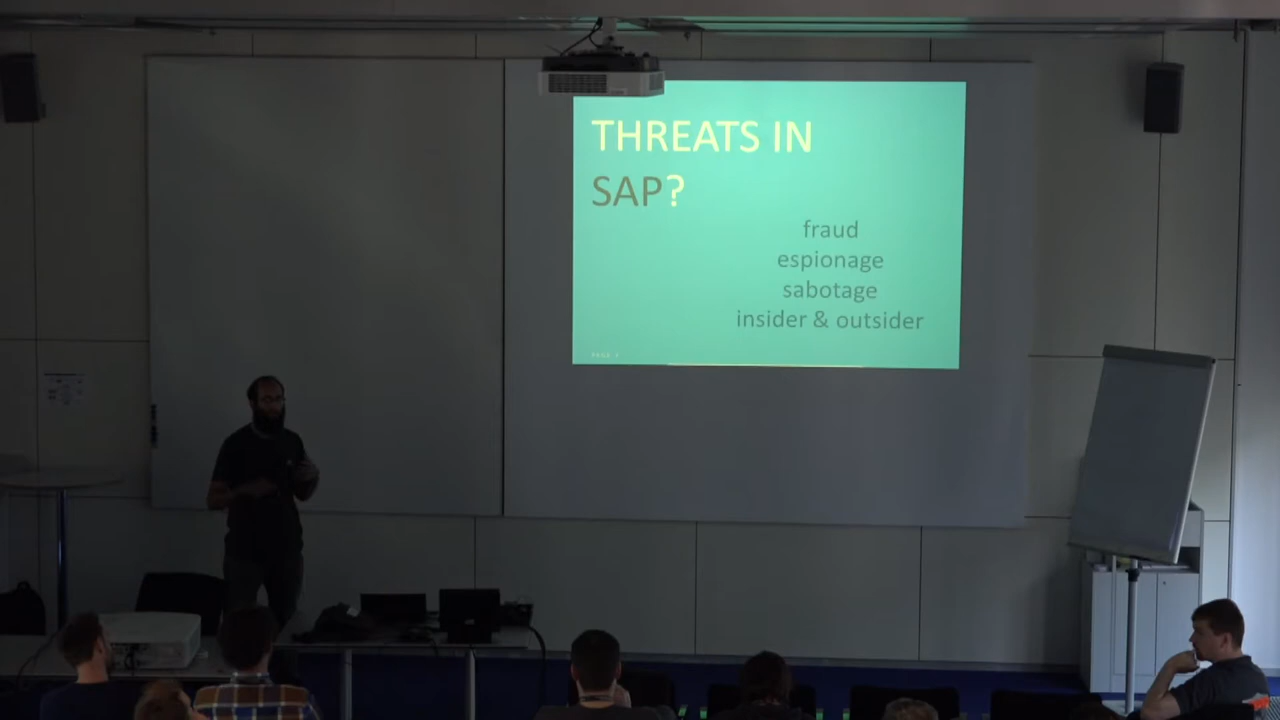 THREATS IN
SAP?
fraud
espionage
sabotage
insider & outsider